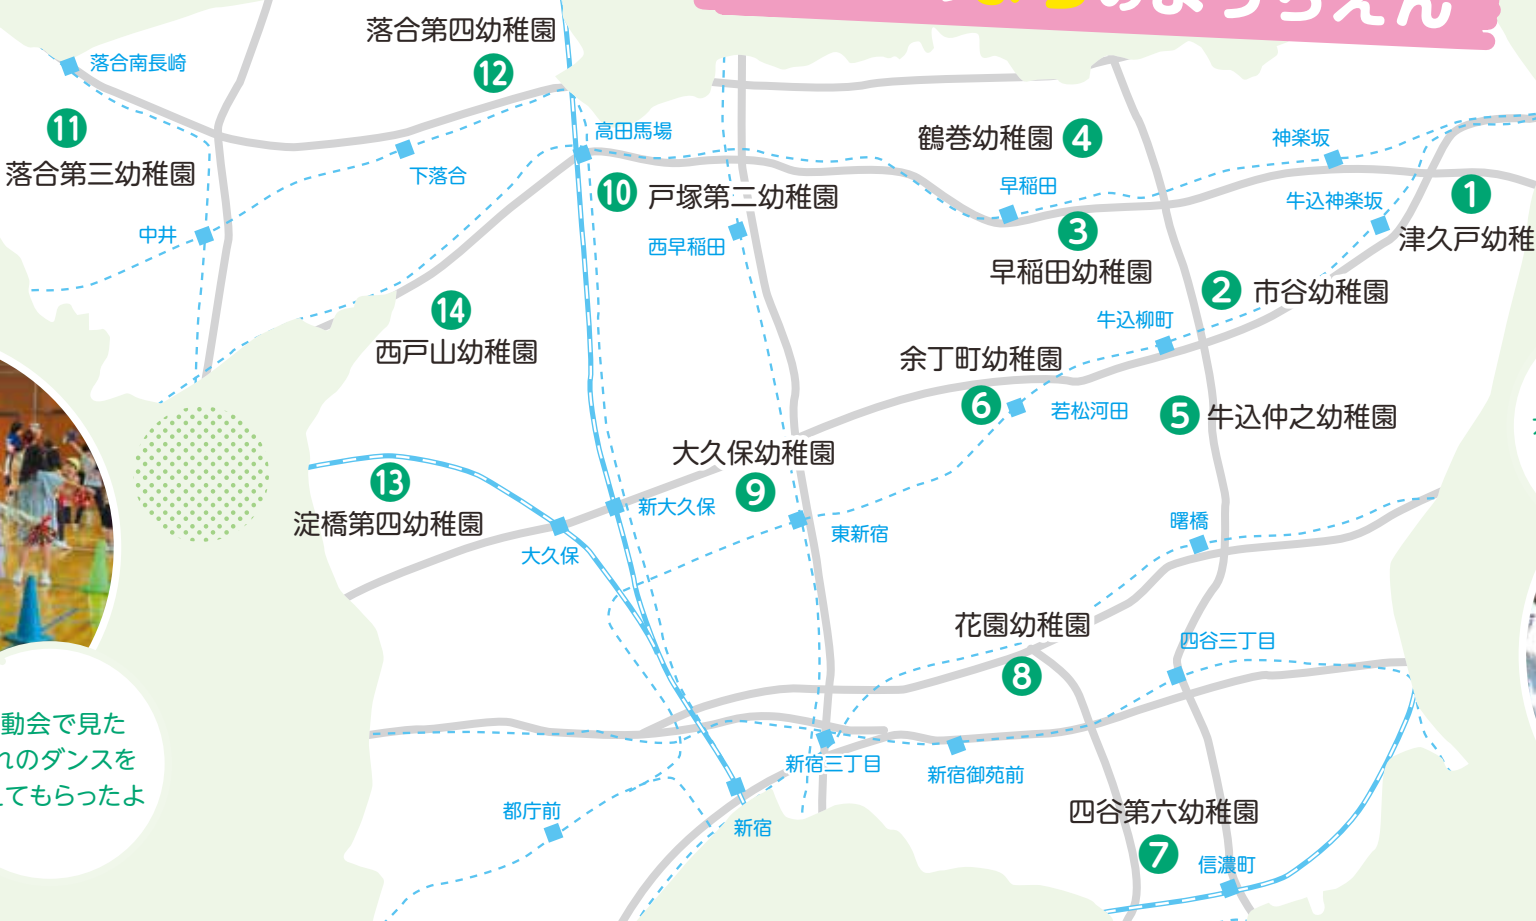 のようちえん
落合第四幼稚園
12
落合南長崎
11
落合第三幼稚園
高田馬場
下落合
中井
10 戸塚第二幼稚園
西早稲田
鶴巻幼稚園 4
早稲田
3
早稲田幼稚園
神楽坂
牛込神楽坂
1
津久戸幼稚
2 市谷幼稚園
14
西戸山幼稚園
牛込柳町
余丁町幼稚園
6
若松河田
5 牛込仲之幼稚園
大久保幼稚園
9
13
淀橋第四幼稚園
新大久保
大久保
東新宿
曙橋
花園幼稚園
8
四谷三丁目
動会で見た
れのダンスを
えてもらったよ
新宿三丁目
新宿御苑前
都庁前
新宿
四谷第六幼稚園
7
信濃町